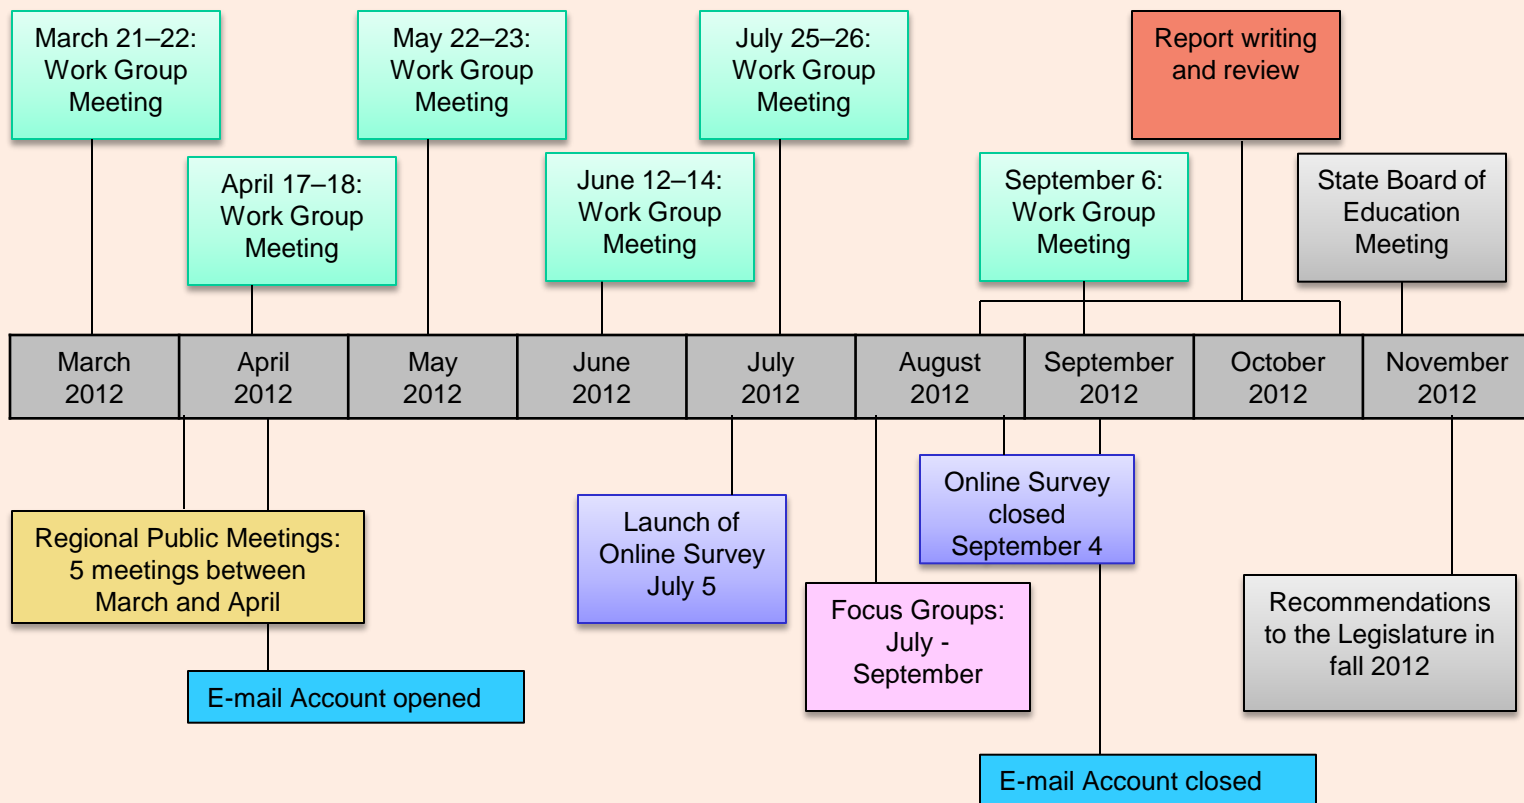 March 21–22:
Work Group
Meeting
May 22–23:
Work Group
Meeting
July 25–26:
Work Group
Meeting
Report writing
and review
April 17–18:
Work Group
Meeting
June 12–14:
Work Group
Meeting
September 6:
Work Group
Meeting
State Board of
Education
Meeting
March
2012
April
2012
May
2012
June
2012
July
2012
August
2012
September
2012
October
2012
November
2012
Regional Public Meetings:
5 meetings between
March and April
Launch of
Online Survey
July 5
Online Survey
closed
September 4
Focus Groups:
July -
September
Recommendations
to the Legislature in
fall 2012
E-mail Account opened
E-mail Account closed